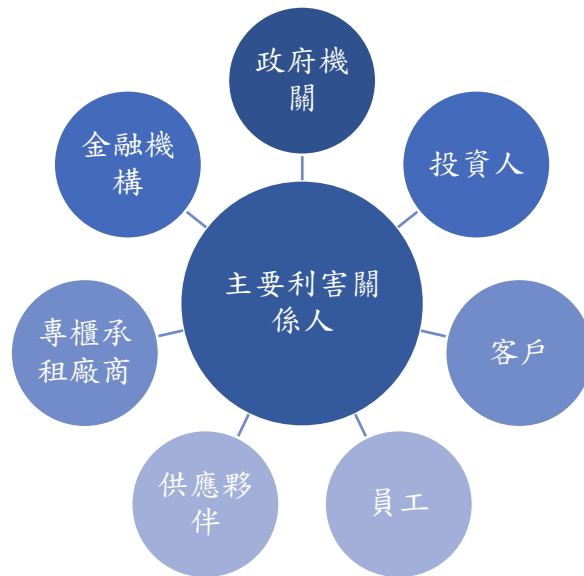 政府機
關
投資人
客戶
員工
供應夥
伴
專櫃承
租廠商
金融機
構
主要利害關
係人